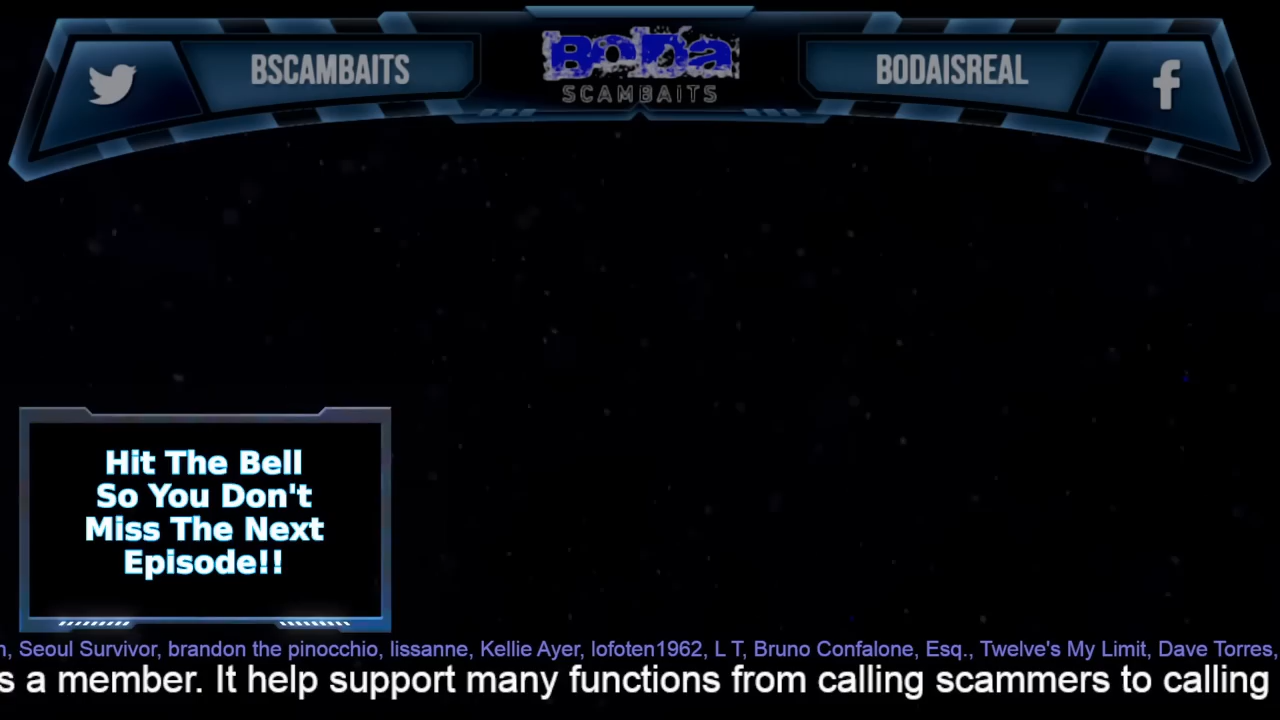 BSCAMBAITS
BoDa
SCAMBAITS
BODAISREAL
Hit The Bell
So You Don't
Miss The Next
Episode!!
, Seoul Survivor, brandon the pinocchio, lissanne, Kellie Ayer, lofoten1962, L T, Bruno Confalone, Esq., Twelve's My Limit, Dave Torres,
s a member. It help support many functions from calling scammers to calling